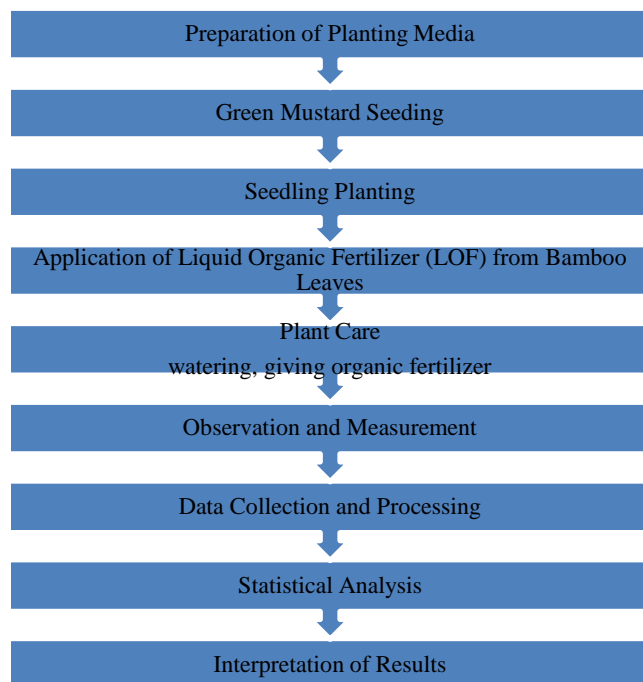 Preparation of Planting Media
Green Mustard Seeding
Seedling Planting
Application of Liquid Organic Fertilizer (LOF) from Bamboo
Leaves
Plant Care
watering, giving organic fertilizer
Observation and Measurement
Data Collection and Processing
Statistical Analysis
Interpretation of Results